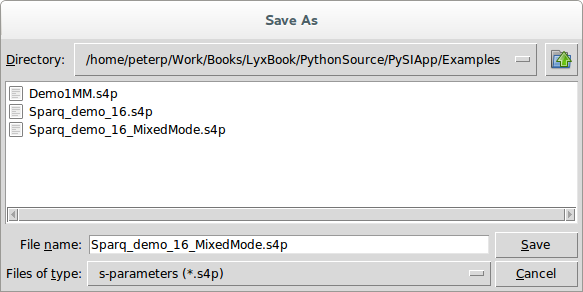 Save As
Directory: /home/peterp/Work/Books/LyxBook/PythonSource/PySIApp/Examples
Demo1MM.s4p
Sparq_demo_16.s4p
Sparq_demo_16_MixedMode.s4p
File name: Sparq_demo_16_MixedMode.s4p Save
Files of type: s-parameters (*.s4p) Cancel